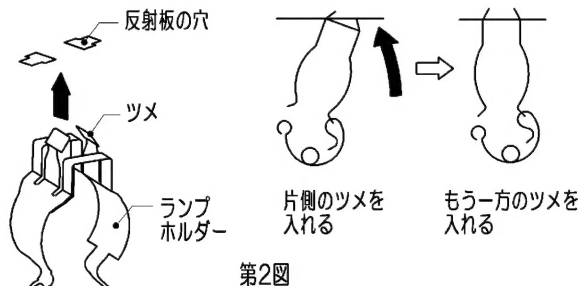 反射板の穴
ツメ
ランプ
ホルダー
片側のツメを
入れる
もう一方のツメを
入れる
第2図